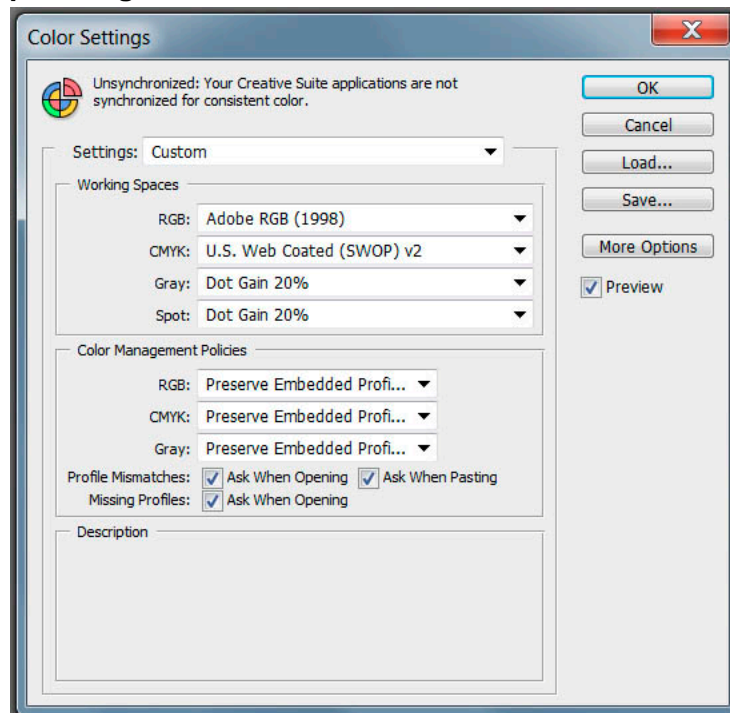 Color Settings
X
Unsynchronized: Your Creative Suite applications are not
synchronized for consistent color.
OK
Cancel
Load...
Save...
More Options
Preview
Settings: Custom
Working Spaces
RGB: Adobe RGB (1998)
CMYK: U.S. Web Coated (SWOP) v2
Gray: Dot Gain 20%
Spot: Dot Gain 20%
Color Management Policies
RGB: Preserve Embedded Profi...
CMYK: Preserve Embedded Profi...
Gray: Preserve Embedded Profi...
Profile Mismatches: Ask When Opening Ask When Pasting
Missing Profiles: Ask When Opening
Description